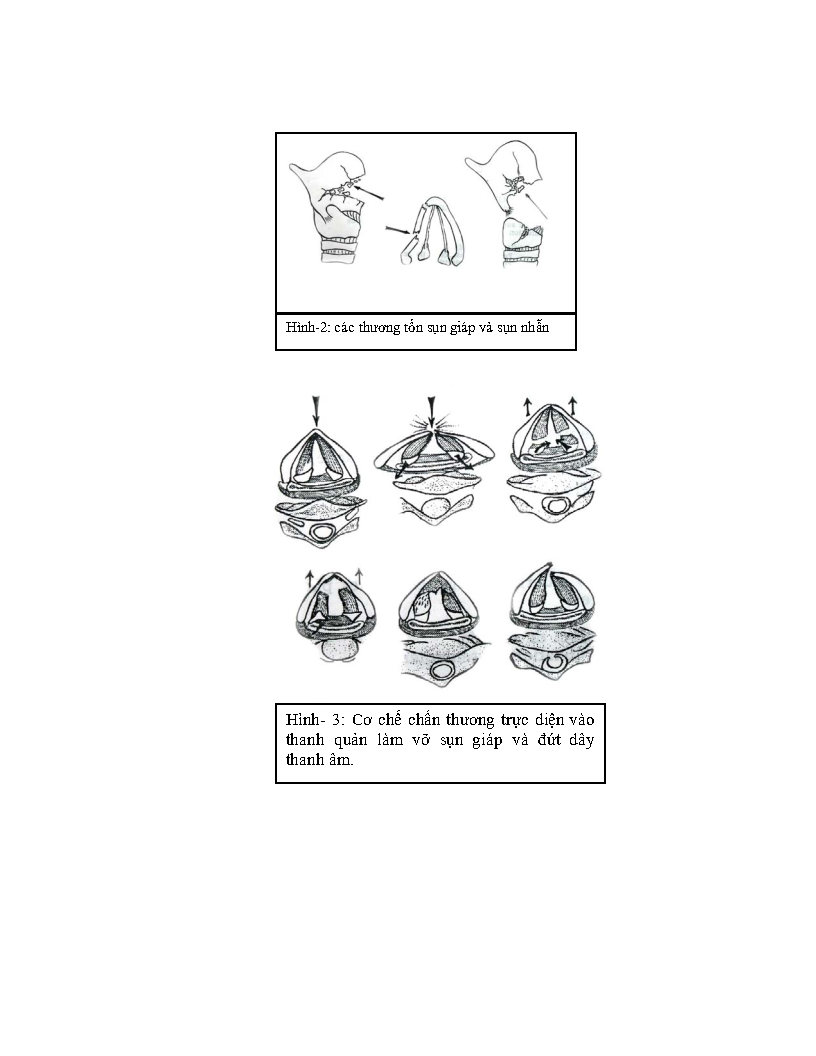 Hình-2: các thương tổn sụn giáp và sụn nhẫn
Hình- 3: Cơ chế chấn thương trực diện vào
thanh quản làm vỡ sụn giáp và đứt dây
thanh âm.